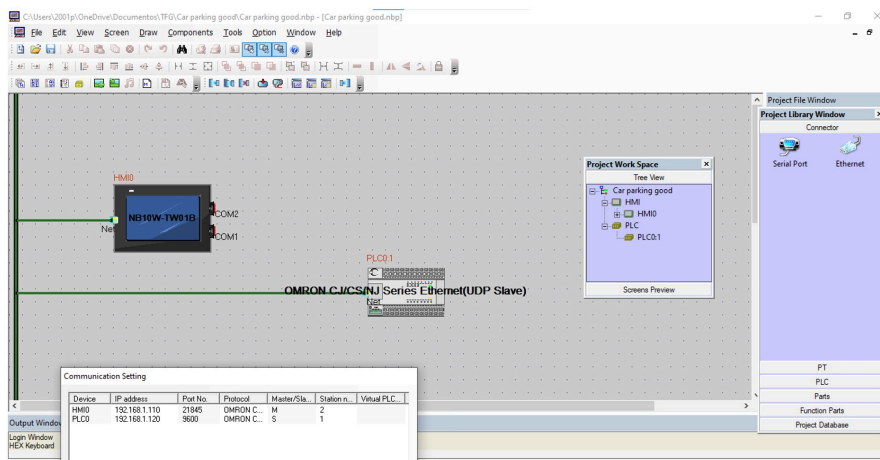 C:\Users\2001p\OneDrive\Documentos\TFG\Car parking good\Car parking good.nbp - [Car parking good.nbp]
File Edit View Screen Draw Components Tools Option Window Help
Project File Window
Project Library Window
Connector
Serial Port Ethernet
HMI0
NB10W-TW01B
COM2
COM1
Net
Project Work Space
Tree View
Car parking good
HMI
HMI0
PLC
PLC0:1
Screens Preview
PLC0:1
OMRON CJ/CS/NJ Series Ethernet(UDP Slave)
Net
Communication Setting
Device IP address Port No. Protocol Master/Sla... Station n... Virtual PLC...
HMI0 192.168.1.110 21845 OMRON C... M 2
PLC0 192.168.1.120 9600 OMRON C... S 1
PT
PLC
Parts
Function Parts
Project Database
Output Window
Login Window
HEX Keyboard